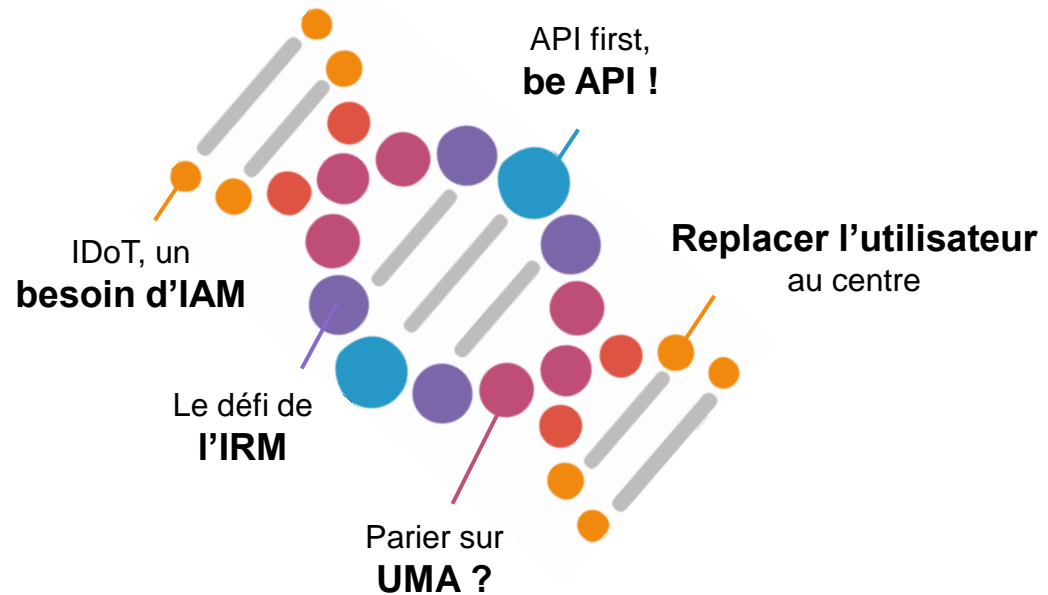 API first,
be API !
Replacer l’utilisateur
au centre
IDoT, un
besoin d’IAM
Le défi de
l’IRM
Parier sur
UMA ?